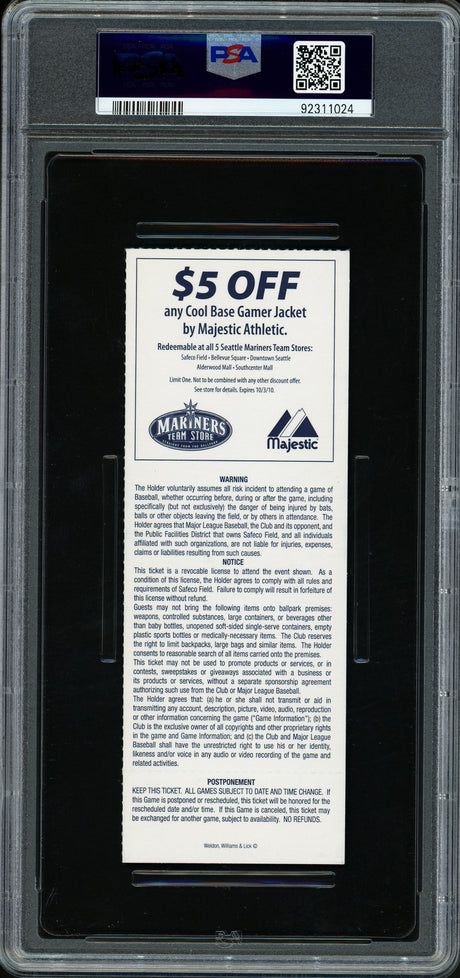 PSA
92311024
$5 OFF
any Cool Base Gamer Jacket
by Majestic Athletic.
Redeemable at all 5 Seattle Mariners Team Stores:
Safeco Field • Bellevue Square • Downtown Seattle
Alderwood Mall • Southcenter Mall
Limit One. Not to be combined with any other discount offer.
See store for details. Expires 10/3/10.
MARINERS
TEAM STORE
STRAIGHT FROM THE BALLPARK
Majestic
WARNING
The Holder voluntarily assumes all risk incident to attending a game of
Baseball, whether occurring before, during or after the game, including
specifically (but not exclusively) the danger of being injured by bats,
balls or other objects leaving the field, or by others in attendance. The
Holder agrees that Major League Baseball, the Club and its opponent, and
the Public Facilities District that owns Safeco Field, and all individuals
affiliated with such organizations, are not liable for injuries, expenses,
claims or liabilities resulting from such causes.
NOTICE
This ticket is a revocable license to attend the event shown. As a
condition of this license, the Holder agrees to comply with all rules and
requirements of Safeco Field. Failure to comply will result in forfeiture of
this license without refund.
Guests may not bring the following items onto ballpark premises:
weapons, controlled substances, large containers, or beverages other
than baby bottles, unopened soft-sided single-serve containers, empty
plastic sports bottles or medically-necessary items. The Club reserves
the right to limit backpacks, large bags and similar items. The Holder
consents to reasonable search of all items carried onto the premises.
This ticket may not be used to promote products or services, or in
contests, sweepstakes or giveaways associated with a business or
its products or services, without a separate sponsorship agreement
authorizing such use from the Club or Major League Baseball.
The Holder agrees that: (a) he or she shall not transmit or aid in
transmitting any account, description, picture, video, audio, reproduction
or other information concerning the game ("Game Information"); (b) the
Club is the exclusive owner of all copyrights and other proprietary rights
in the game and Game Information; and (c) the Club and Major League
Baseball shall have the unrestricted right to use his or her identity,
likeness and/or voice in any audio or video recording of the game and
related activities.
POSTPONEMENT
KEEP THIS TICKET. ALL GAMES SUBJECT TO DATE AND TIME CHANGE. If
this Game is postponed or rescheduled, this ticket will be honored for the
rescheduled date and/or time. If this Game is canceled, this ticket may
be exchanged for another game, subject to availability. NO REFUNDS.
Weldon, Williams & Lick ©
PSA